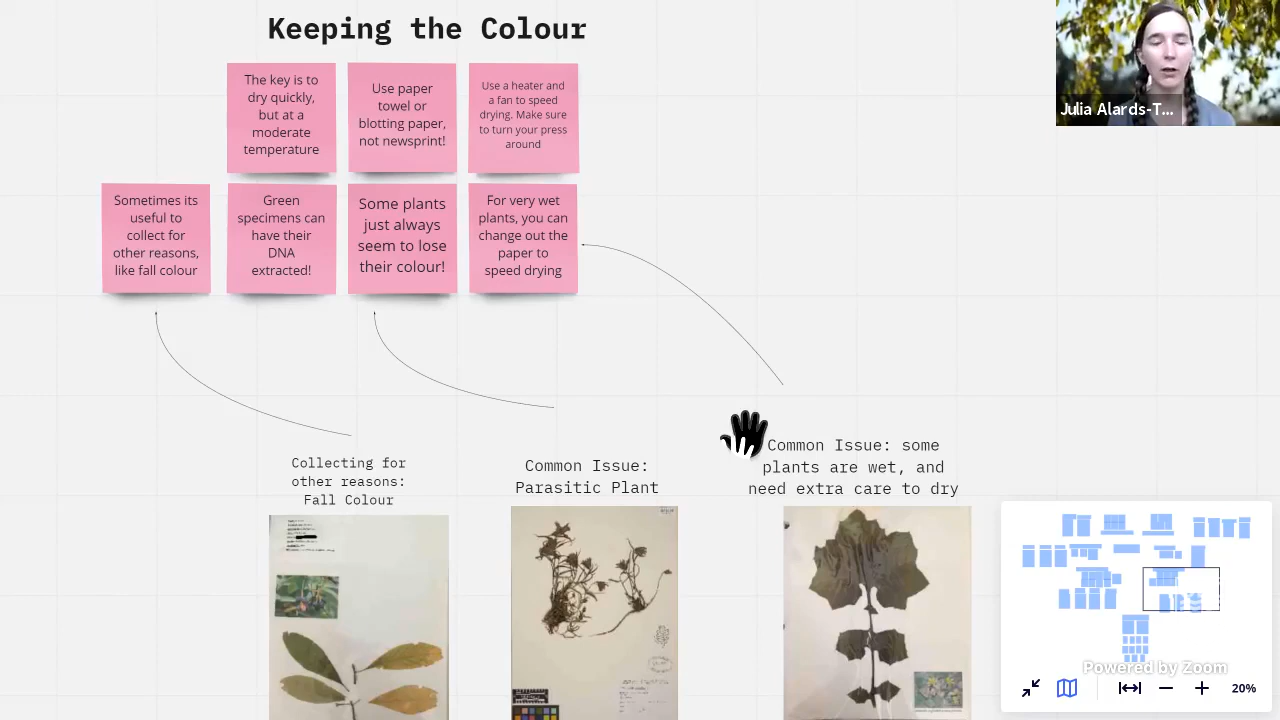 Keeping the Colour
The key is to
dry quickly,
but at a
moderate
temperature
Use paper
towel or
blotting paper,
not newsprint!
Use a heater and
a fan to speed
drying. Make sure
to turn your press
around
Sometimes its
useful to
collect for
other reasons,
like fall colour
Green
specimens can
have their
DNA
extracted!
Some plants
just always
seem to lose
their colour!
For very wet
plants, you can
change out the
paper to
speed drying
Collecting for
other reasons:
Fall Colour
Common Issue:
Parasitic Plant
Common Issue: some
plants are wet, and
need extra care to dry
Julia Alards-T...
Powered by Zoom
20%